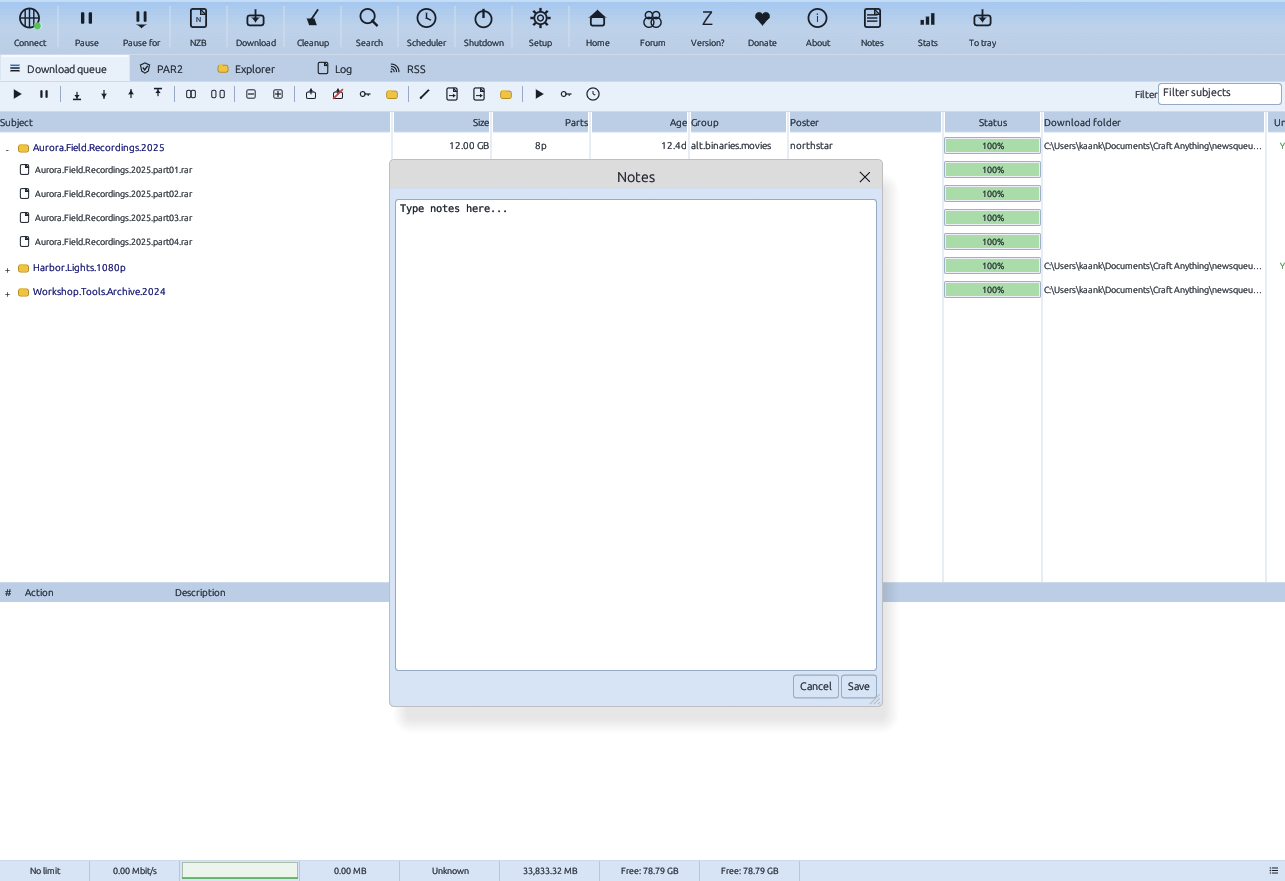 Connect Pause Pause for NZB Download Cleanup Search Scheduler Shutdown Setup Home Forum Version? Donate About Notes Stats To tray
Download queue PAR2 Explorer Log RSS
Filter Filter subjects
Subject Size Parts Age Group Poster Status Download folder Un
- Aurora.Field.Recordings.2025 12.00 GB 8p 12.4d alt.binaries.movies northstar 100% C:\Users\kaank\Documents\Craft Anything\newsqueu... Y
Aurora.Field.Recordings.2025.part01.rar 100%
Aurora.Field.Recordings.2025.part02.rar 100%
Aurora.Field.Recordings.2025.part03.rar 100%
Aurora.Field.Recordings.2025.part04.rar 100%
+ Harbor.Lights.1080p 100% C:\Users\kaank\Documents\Craft Anything\newsqueu... Y
+ Workshop.Tools.Archive.2024 100% C:\Users\kaank\Documents\Craft Anything\newsqueu...
Notes
Type notes here...
Cancel Save
# Action Description
No limit 0.00 Mbit/s 0.00 MB Unknown 33,833.32 MB Free: 78.79 GB Free: 78.79 GB